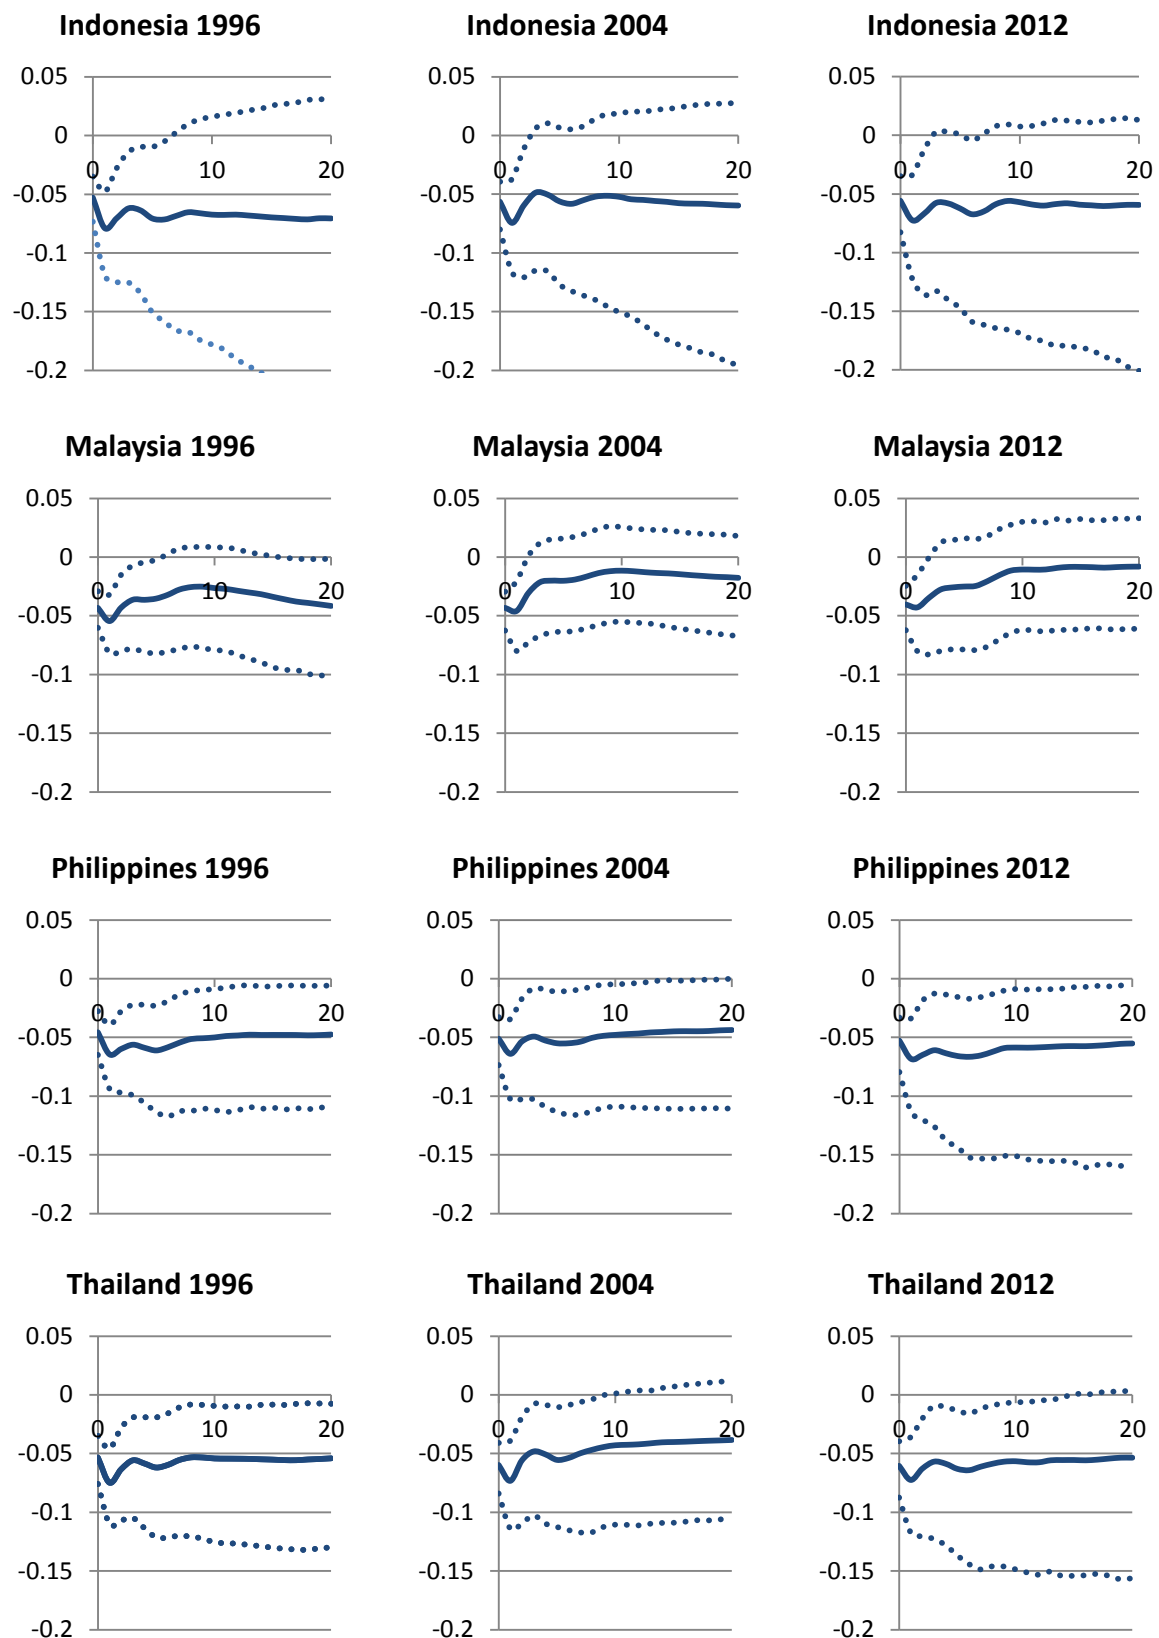 Indonesia 1996 Indonesia 2004 Indonesia 2012
0.05 0.05 0.05
0 0 0
0 10 20 0 10 20 0 10 20
-0.05 -0.05 -0.05
-0.1 -0.1 -0.1
-0.15 -0.15 -0.15
-0.2 -0.2 -0.2
Malaysia 1996 Malaysia 2004 Malaysia 2012
0.05 0.05 0.05
0 0 0
0 10 20 0 10 20 0 10 20
-0.05 -0.05 -0.05
-0.1 -0.1 -0.1
-0.15 -0.15 -0.15
-0.2 -0.2 -0.2
Philippines 1996 Philippines 2004 Philippines 2012
0.05 0.05 0.05
0 0 0
0 10 20 0 10 20 0 10 20
-0.05 -0.05 -0.05
-0.1 -0.1 -0.1
-0.15 -0.15 -0.15
-0.2 -0.2 -0.2
Thailand 1996 Thailand 2004 Thailand 2012
0.05 0.05 0.05
0 0 0
0 10 20 0 10 20 0 10 20
-0.05 -0.05 -0.05
-0.1 -0.1 -0.1
-0.15 -0.15 -0.15
-0.2 -0.2 -0.2